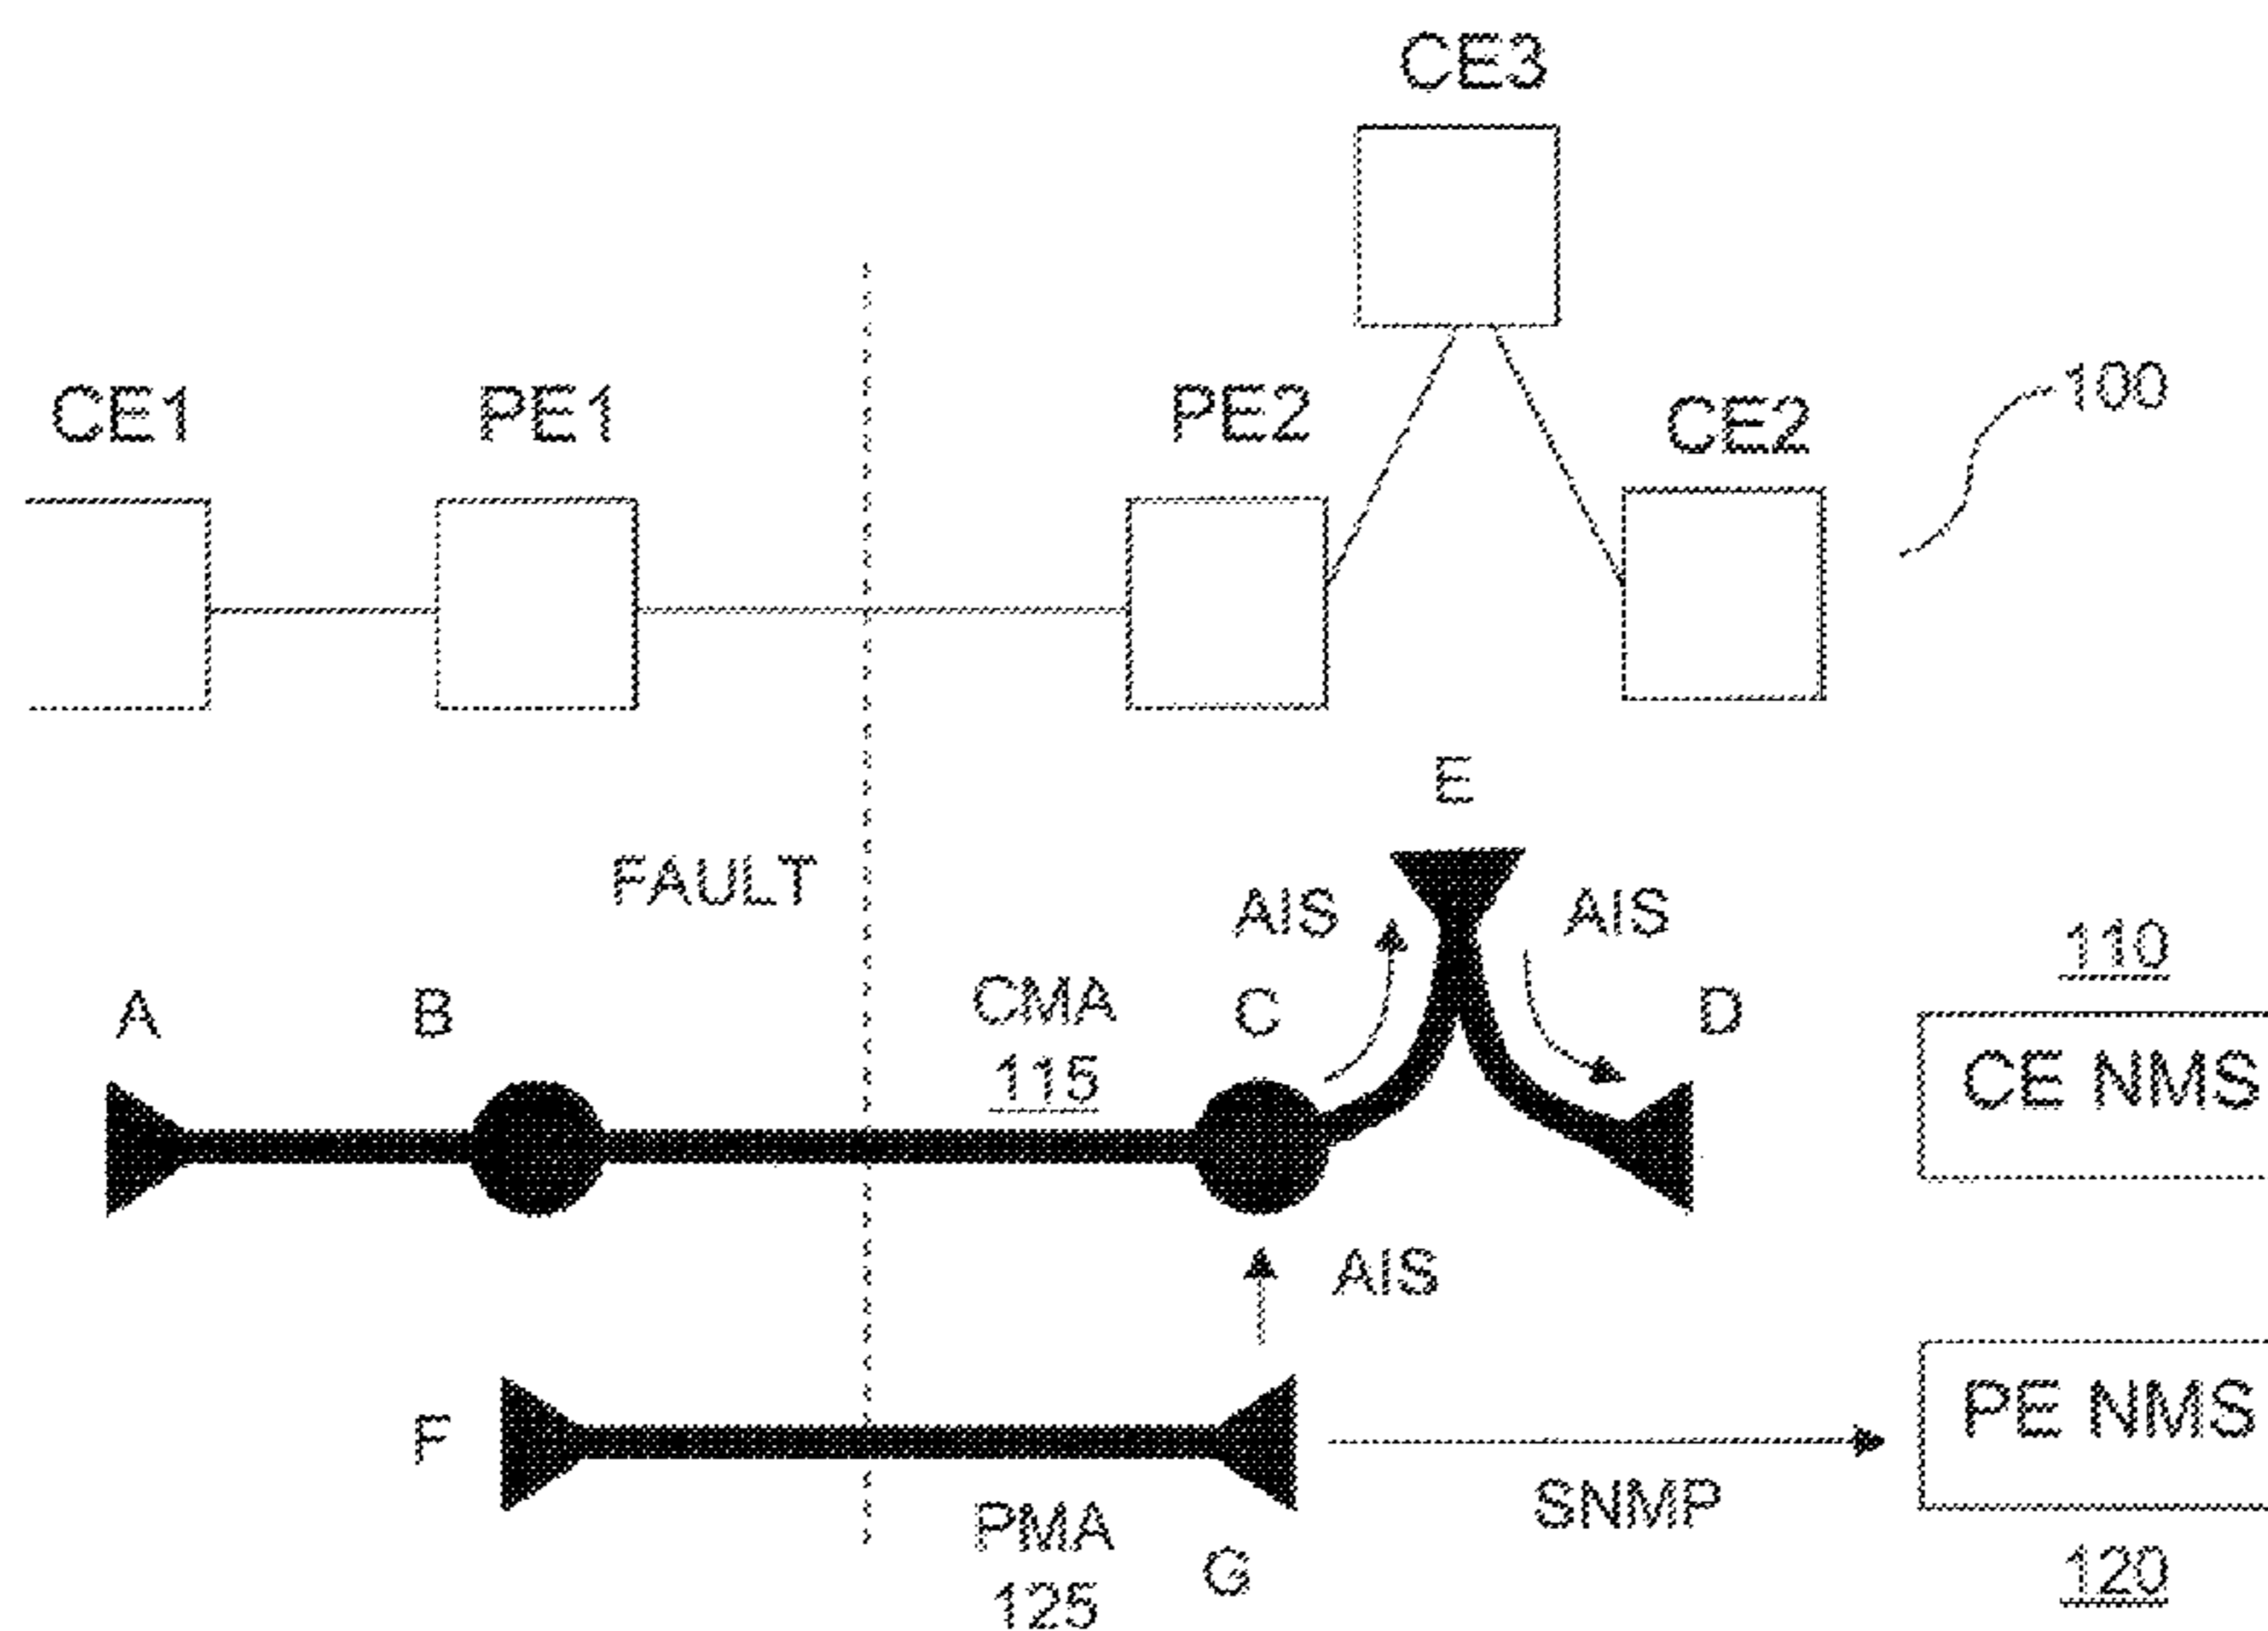 CE3
CE1
PE1
PE2
CE2
100
E
FAULT
AIS
AIS
110
A
B
CMA
115
C
D
CE NMS
AIS
F
PE NMS
SNMP
PMA
125
G
120